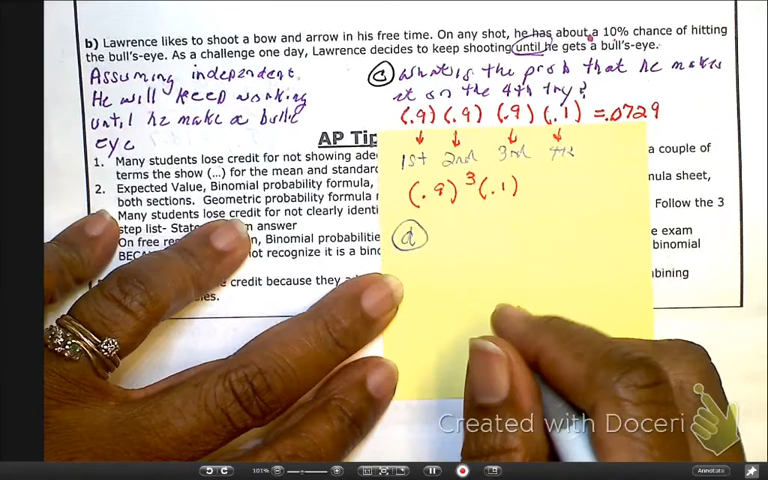 b) Lawrence likes to shoot a bow and arrow in his free time. On any shot, he has about a 10% chance of hitting
the bull's-eye. As a challenge one day, Lawrence decides to keep shooting until he gets a bull's-eye.
Assuming independent.
He will keep working
until he make a bulls
eye
c) What is the prob that he makes
it on the 4th try?
(.9) (.9) (.9) (.1) = .0729
1st 2nd 3rd 4th
(.9)³(.1)
d
AP Tip
1. Many students lose credit for not showing ade
a couple of
terms the show (...) for the mean and standard
mula sheet,
2. Expected Value, Binomial probability formula,
both sections. Geometric probability formula
Follow the 3
Many students lose credit for not clearly identi
step list- State
n answer
e exam
On free re
n, Binomial probabilitie
binomial
BECA
not recognize it is a bin
e credit because they
bining
les.
Created with Doceri
101%
Annotate